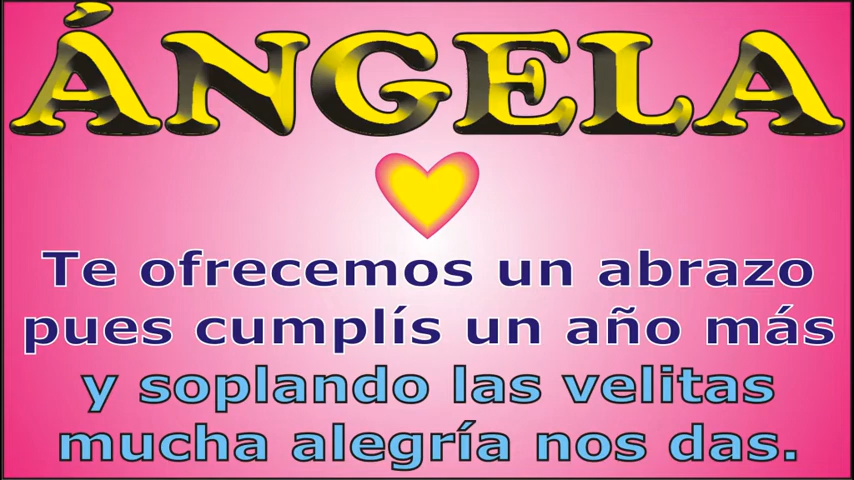 ÁNGELA
Te ofrecemos un abrazo
pues cumplís un año más
y soplando las velitas
mucha alegría nos das.